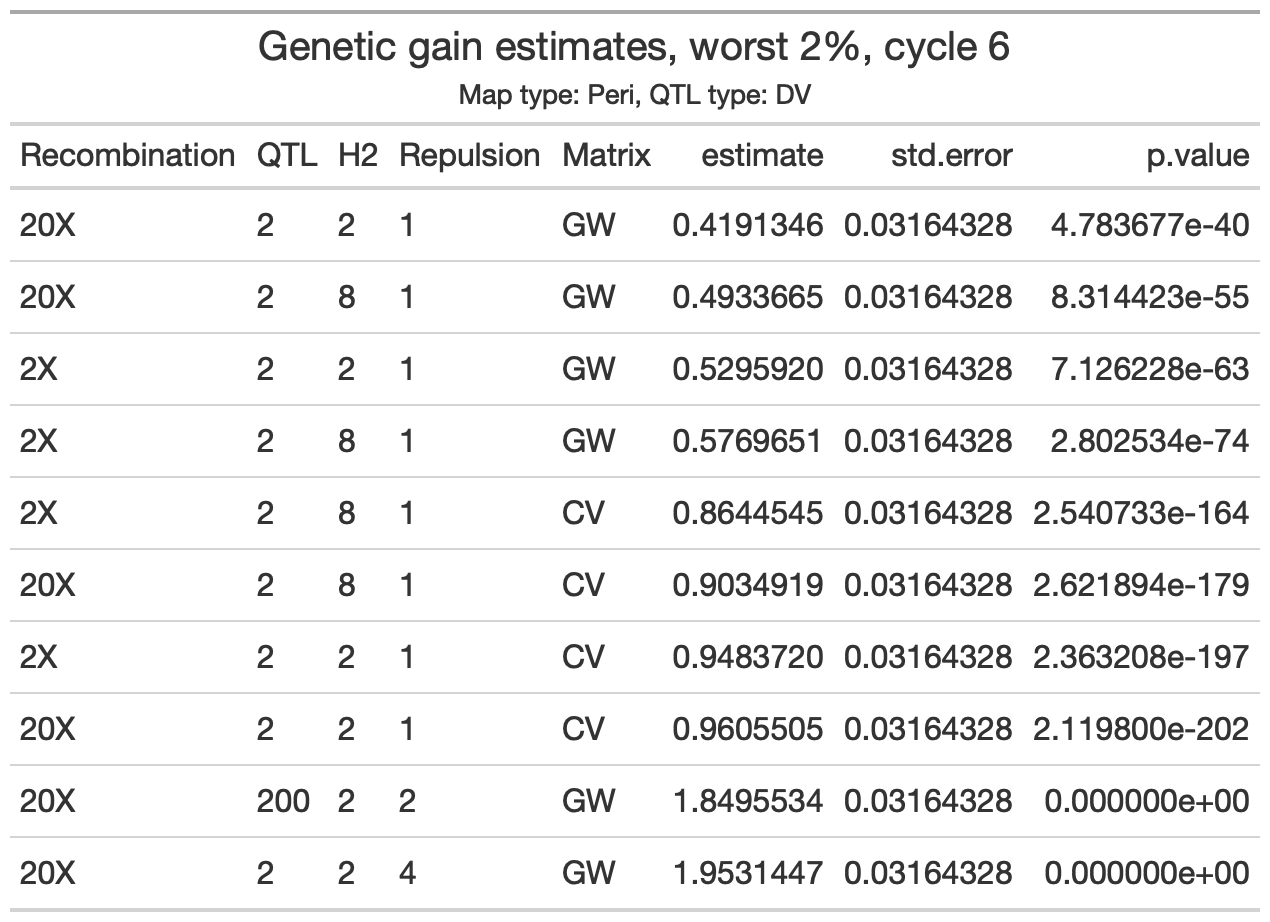 Genetic gain estimates, worst 2%, cycle 6
Map type: Peri, QTL type: DV
Recombination QTL H2 Repulsion Matrix estimate std.error p.value
20X 2 2 1 GW 0.4191346 0.03164328 4.783677e-40
20X 2 8 1 GW 0.4933665 0.03164328 8.314423e-55
2X 2 2 1 GW 0.5295920 0.03164328 7.126228e-63
2X 2 8 1 GW 0.5769651 0.03164328 2.802534e-74
2X 2 8 1 CV 0.8644545 0.03164328 2.540733e-164
20X 2 8 1 CV 0.9034919 0.03164328 2.621894e-179
2X 2 2 1 CV 0.9483720 0.03164328 2.363208e-197
20X 2 2 1 CV 0.9605505 0.03164328 2.119800e-202
20X 200 2 2 GW 1.8495534 0.03164328 0.000000e+00
20X 2 2 4 GW 1.9531447 0.03164328 0.000000e+00